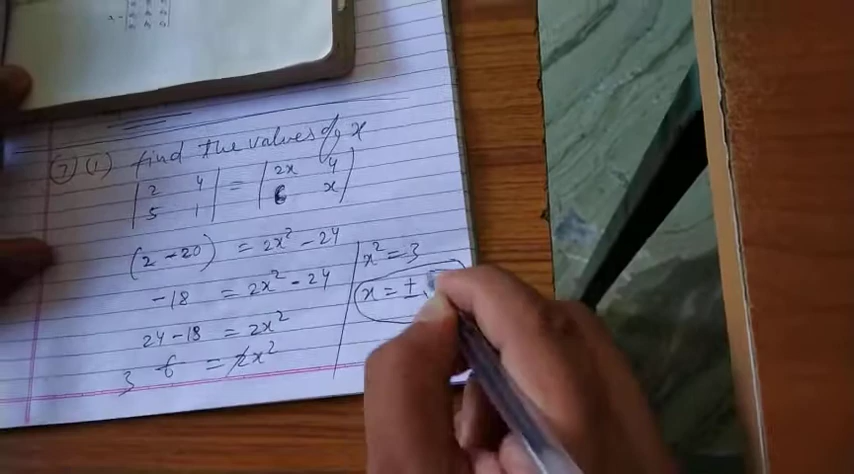 7 (1) find the values of x
| 2 4 | = | 2x 4 |
| 5 1 | | 6 x |
(2 - 20) = 2x² - 24
-18 = 2x² - 24
24 - 18 = 2x²
3 6 = 2x²
x² = 3
x = ±